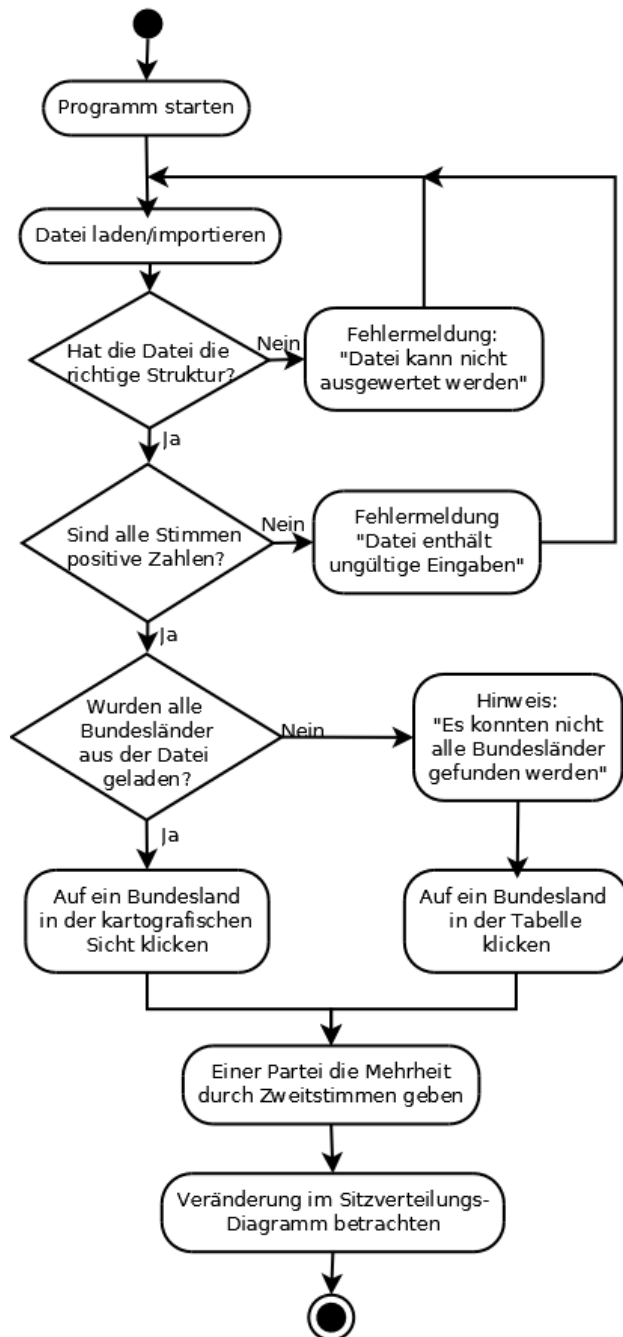 Programm starten
Datei laden/importieren
Hat die Datei die
richtige Struktur?
Nein
Fehlermeldung:
"Datei kann nicht
ausgewertet werden"
Ja
Sind alle Stimmen
positive Zahlen?
Nein
Fehlermeldung
"Datei enthält
ungültige Eingaben"
Ja
Wurden alle
Bundesländer
aus der Datei
geladen?
Nein
Hinweis:
"Es konnten nicht
alle Bundesländer
gefunden werden"
Ja
Auf ein Bundesland
in der kartografischen
Sicht klicken
Auf ein Bundesland
in der Tabelle
klicken
Einer Partei die Mehrheit
durch Zweitstimmen geben
Veränderung im Sitzverteilungs-
Diagramm betrachten